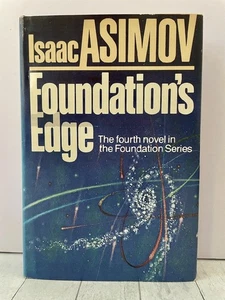 Isaac ASIMOV
Foundation's
Edge
The fourth novel in
the Foundation Series